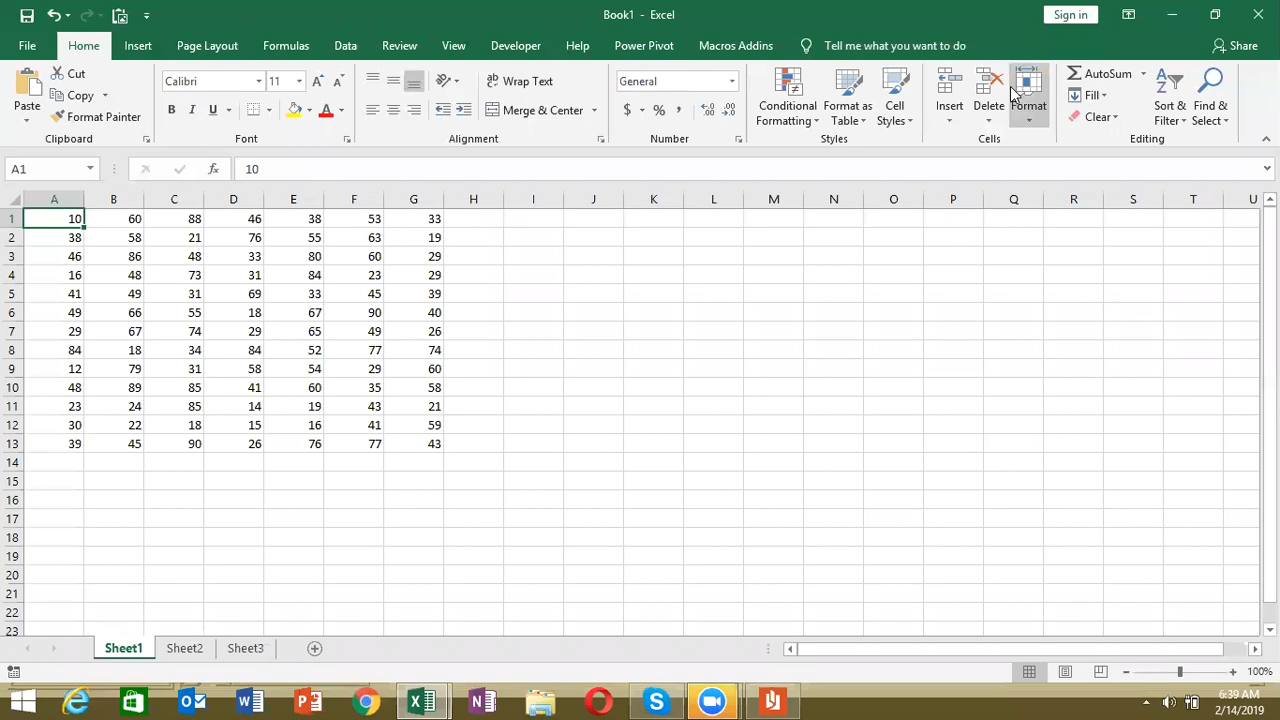 Book1 - Excel
Sign in
File Home Insert Page Layout Formulas Data Review View Developer Help Power Pivot Macros Addins Tell me what you want to do Share
Paste
Cut
Copy
Format Painter
Clipboard
Calibri 11
B I U A
Font
Wrap Text
Merge & Center
Alignment
General
$ % ,
Number
Conditional Formatting
Format as Table
Cell Styles
Styles
Insert
Delete
Format
Cells
AutoSum
Fill
Clear
Sort & Filter
Find & Select
Editing
A1 fx 10
A B C D E F G H I J K L M N O P Q R S T U
1 10 60 88 46 38 53 33
2 38 58 21 76 55 63 19
3 46 86 48 33 80 60 29
4 16 48 73 31 84 23 29
5 41 49 31 69 33 45 39
6 49 66 55 18 67 90 40
7 29 67 74 29 65 49 26
8 84 18 34 84 52 77 74
9 12 79 31 58 54 29 60
10 48 89 85 41 60 35 58
11 23 24 85 14 19 43 21
12 30 22 18 15 16 41 59
13 39 45 90 26 76 77 43
14
15
16
17
18
19
20
21
22
23
Sheet1 Sheet2 Sheet3
100%
6:39 AM
2/14/2019